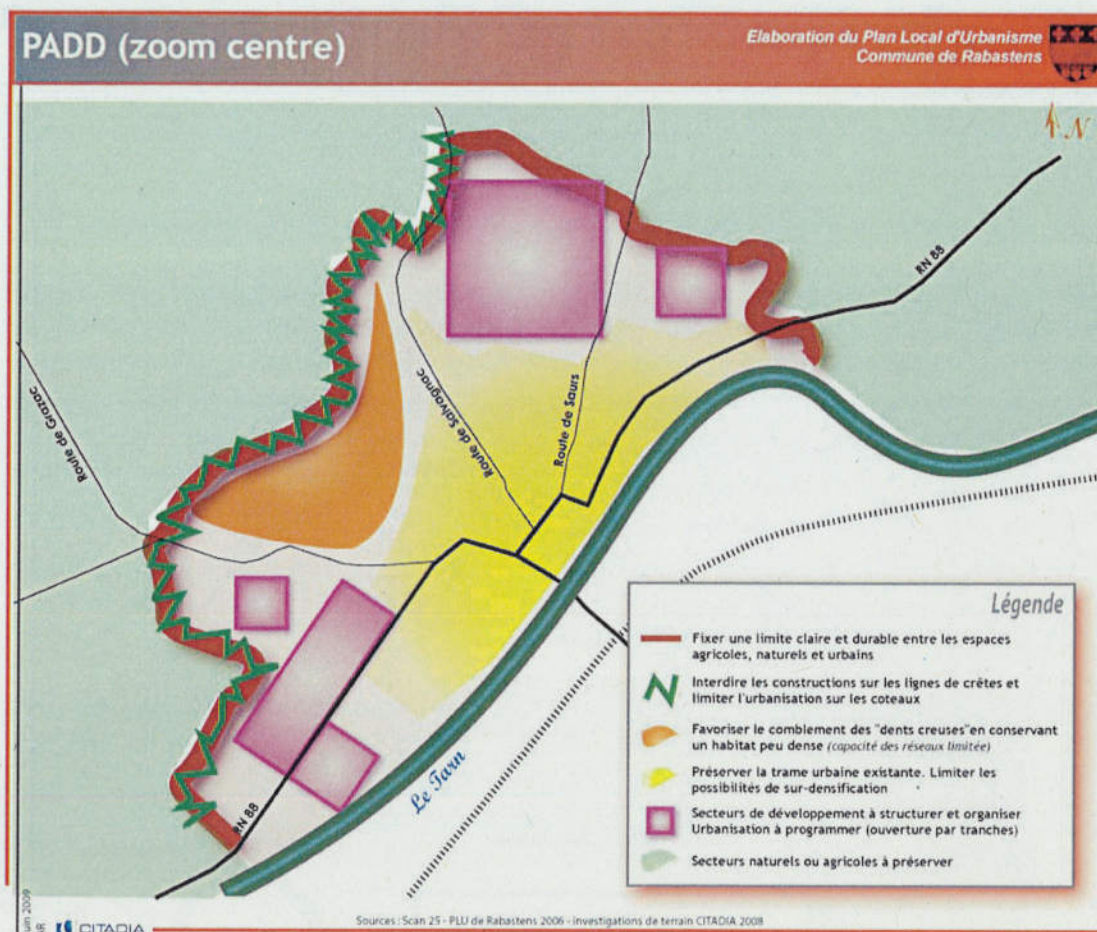 PADD (zoom centre)
Elaboration du Plan Local d'Urbanisme
Commune de Rabastens
N
RN 88
Route de Grazac
Route de Salvagnac
Route de Saurs
Le Tarn
RN 88
Légende
Fixer une limite claire et durable entre les espaces
agricoles, naturels et urbains
Interdire les constructions sur les lignes de crêtes et
limiter l'urbanisation sur les coteaux
Favoriser le comblement des "dents creuses"en conservant
un habitat peu dense (capacité des réseaux limitée)
Préserver la trame urbaine existante. Limiter les
possibilités de sur-densification
Secteurs de développement à structurer et organiser
Urbanisation à programmer (ouverture par tranches)
Secteurs naturels ou agricoles à préserver
2009
CITADIA
Sources : Scan 25 - PLU de Rabastens 2006 - investigations de terrain CITADIA 2008